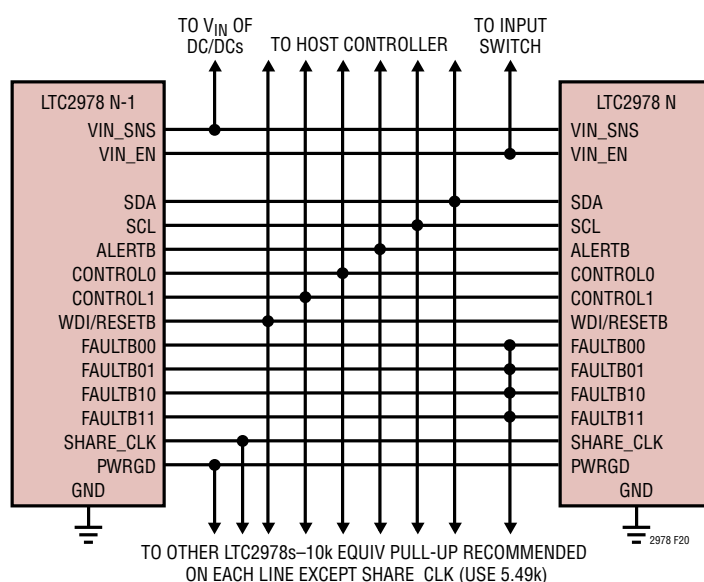 TO VIN OF
DC/DCs
TO HOST CONTROLLER
TO INPUT
SWITCH
LTC2978 N-1
VIN_SNS
VIN_EN
SDA
SCL
ALERTB
CONTROL0
CONTROL1
WDI/RESETB
FAULTB00
FAULTB01
FAULTB10
FAULTB11
SHARE_CLK
PWRGD
GND
LTC2978 N
VIN_SNS
VIN_EN
SDA
SCL
ALERTB
CONTROL0
CONTROL1
WDI/RESETB
FAULTB00
FAULTB01
FAULTB10
FAULTB11
SHARE_CLK
PWRGD
GND
2978 F20
TO OTHER LTC2978s–10k EQUIV PULL-UP RECOMMENDED
ON EACH LINE EXCEPT SHARE_CLK (USE 5.49k)